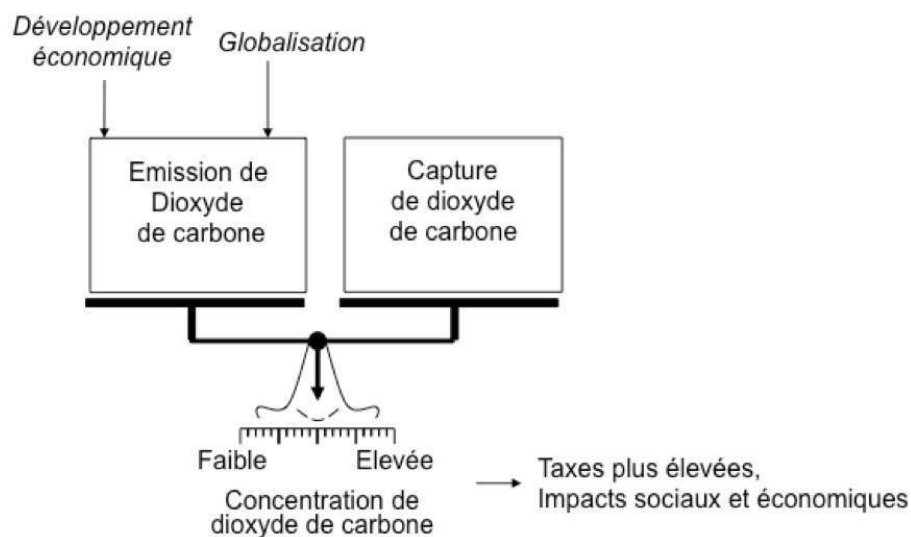 Développement
économique
Globalisation
Emission de
Dioxyde
de carbone
Capture
de dioxyde
de carbone
Faible
Elevée
Concentration de
dioxyde de carbone
Taxes plus élevées,
Impacts sociaux et économiques